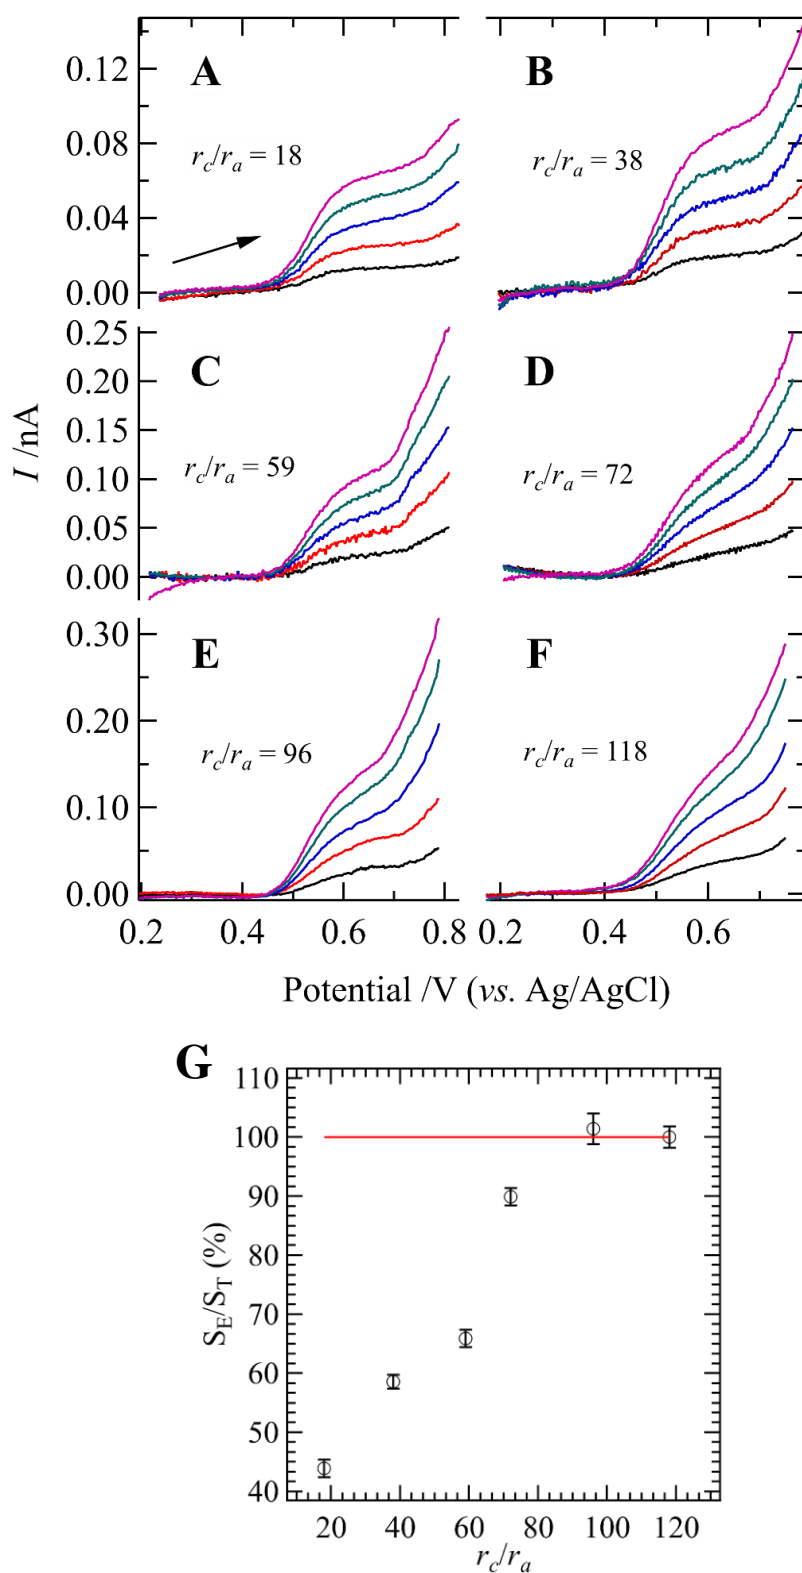 A
B
0.12
0.08
0.04
0.00
r_c/r_a = 18
r_c/r_a = 38
C
D
0.25
0.20
0.15
0.10
0.05
0.00
r_c/r_a = 59
r_c/r_a = 72
I /nA
E
F
0.30
0.20
0.10
0.00
r_c/r_a = 96
r_c/r_a = 118
0.2 0.4 0.6 0.8 0.2 0.4 0.6
Potential /V (vs. Ag/AgCl)
G
110
100
90
80
70
60
50
40
S_E/S_T (%)
20 40 60 80 100 120
r_c/r_a